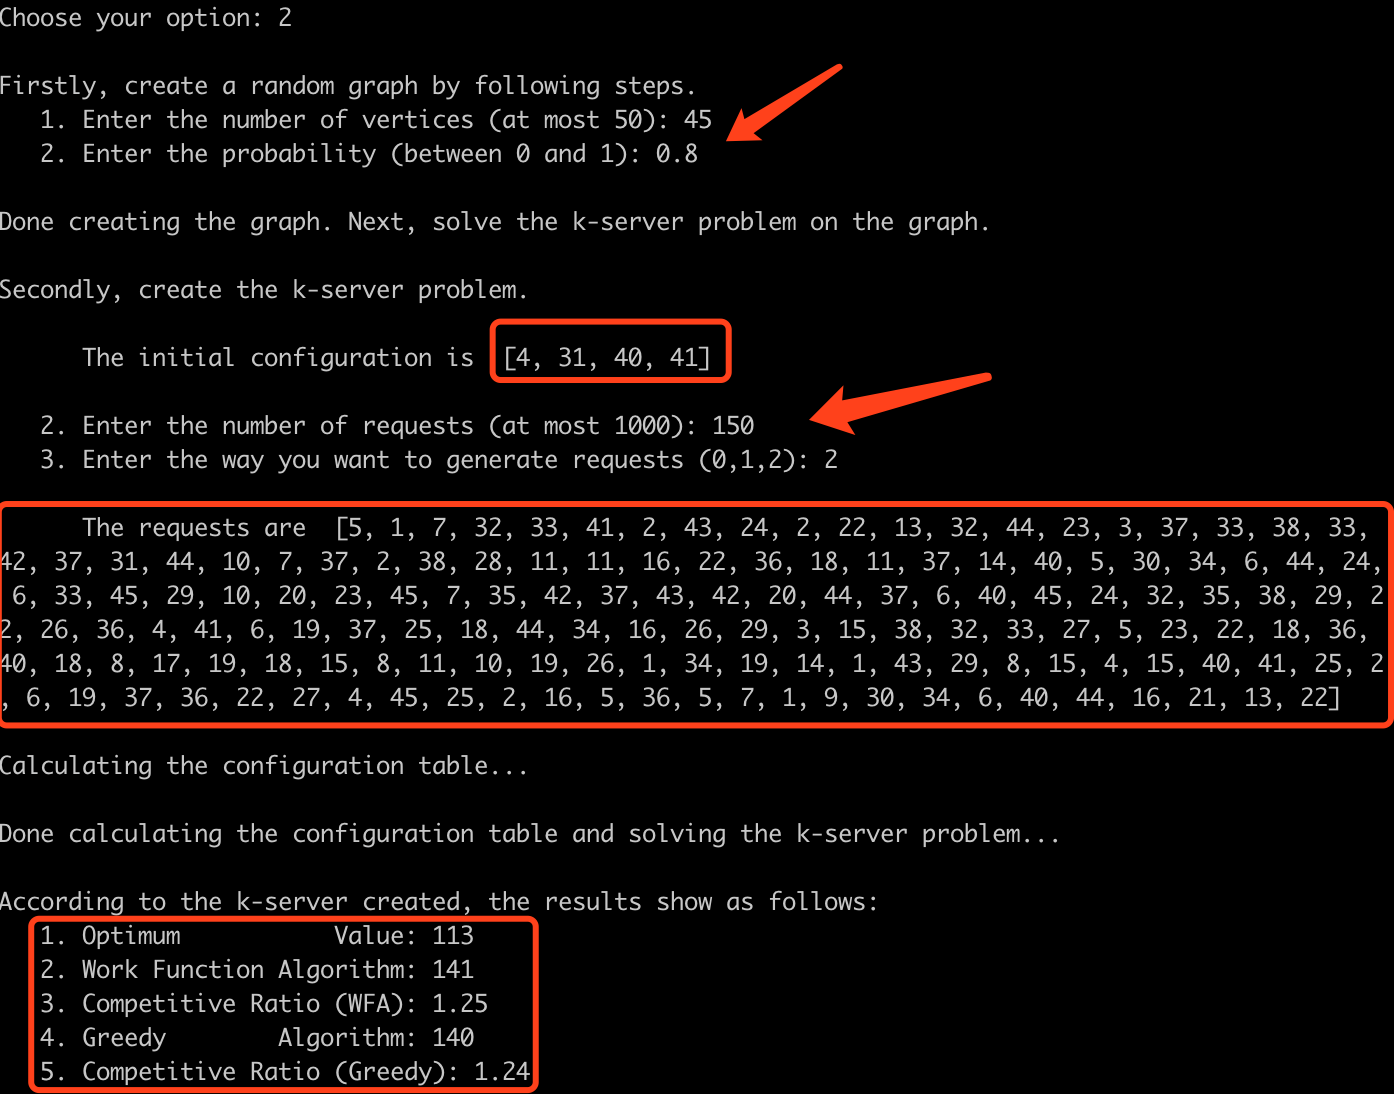 Choose your option: 2
Firstly, create a random graph by following steps.
1. Enter the number of vertices (at most 50): 45
2. Enter the probability (between 0 and 1): 0.8
Done creating the graph. Next, solve the k-server problem on the graph.
Secondly, create the k-server problem.
The initial configuration is [4, 31, 40, 41]
2. Enter the number of requests (at most 1000): 150
3. Enter the way you want to generate requests (0,1,2): 2
The requests are [5, 1, 7, 32, 33, 41, 2, 43, 24, 2, 22, 13, 32, 44, 23, 3, 37, 33, 38, 33,
42, 37, 31, 44, 10, 7, 37, 2, 38, 28, 11, 11, 16, 22, 36, 18, 11, 37, 14, 40, 5, 30, 34, 6, 44, 24,
6, 33, 45, 29, 10, 20, 23, 45, 7, 35, 42, 37, 43, 42, 20, 44, 37, 6, 40, 45, 24, 32, 35, 38, 29, 2
2, 26, 36, 4, 41, 6, 19, 37, 25, 18, 44, 34, 16, 26, 29, 3, 15, 38, 32, 33, 27, 5, 23, 22, 18, 36,
40, 18, 8, 17, 19, 18, 15, 8, 11, 10, 19, 26, 1, 34, 19, 14, 1, 43, 29, 8, 15, 4, 15, 40, 41, 25, 2
, 6, 19, 37, 36, 22, 27, 4, 45, 25, 2, 16, 5, 36, 5, 7, 1, 9, 30, 34, 6, 40, 44, 16, 21, 13, 22]
Calculating the configuration table...
Done calculating the configuration table and solving the k-server problem...
According to the k-server created, the results show as follows:
1. Optimum Value: 113
2. Work Function Algorithm: 141
3. Competitive Ratio (WFA): 1.25
4. Greedy Algorithm: 140
5. Competitive Ratio (Greedy): 1.24